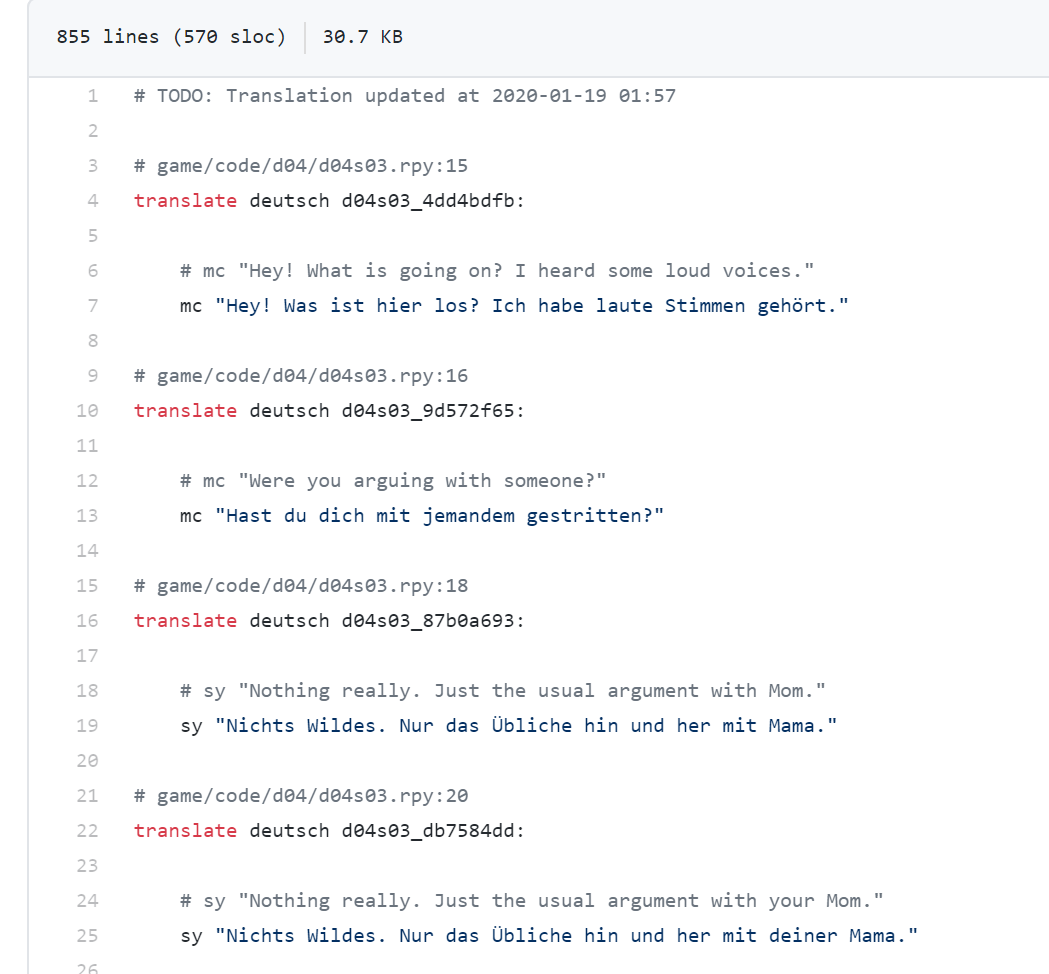 855 lines (570 sloc) 30.7 KB
1 # TODO: Translation updated at 2020-01-19 01:57
2
3 # game/code/d04/d04s03.rpy:15
4 translate deutsch d04s03_4dd4bdfb:
5
6 # mc "Hey! What is going on? I heard some loud voices."
7 mc "Hey! Was ist hier los? Ich habe laute Stimmen gehört."
8
9 # game/code/d04/d04s03.rpy:16
10 translate deutsch d04s03_9d572f65:
11
12 # mc "Were you arguing with someone?"
13 mc "Hast du dich mit jemandem gestritten?"
14
15 # game/code/d04/d04s03.rpy:18
16 translate deutsch d04s03_87b0a693:
17
18 # sy "Nothing really. Just the usual argument with Mom."
19 sy "Nichts Wildes. Nur das Übliche hin und her mit Mama."
20
21 # game/code/d04/d04s03.rpy:20
22 translate deutsch d04s03_db7584dd:
23
24 # sy "Nothing really. Just the usual argument with your Mom."
25 sy "Nichts Wildes. Nur das Übliche hin und her mit deiner Mama."
26